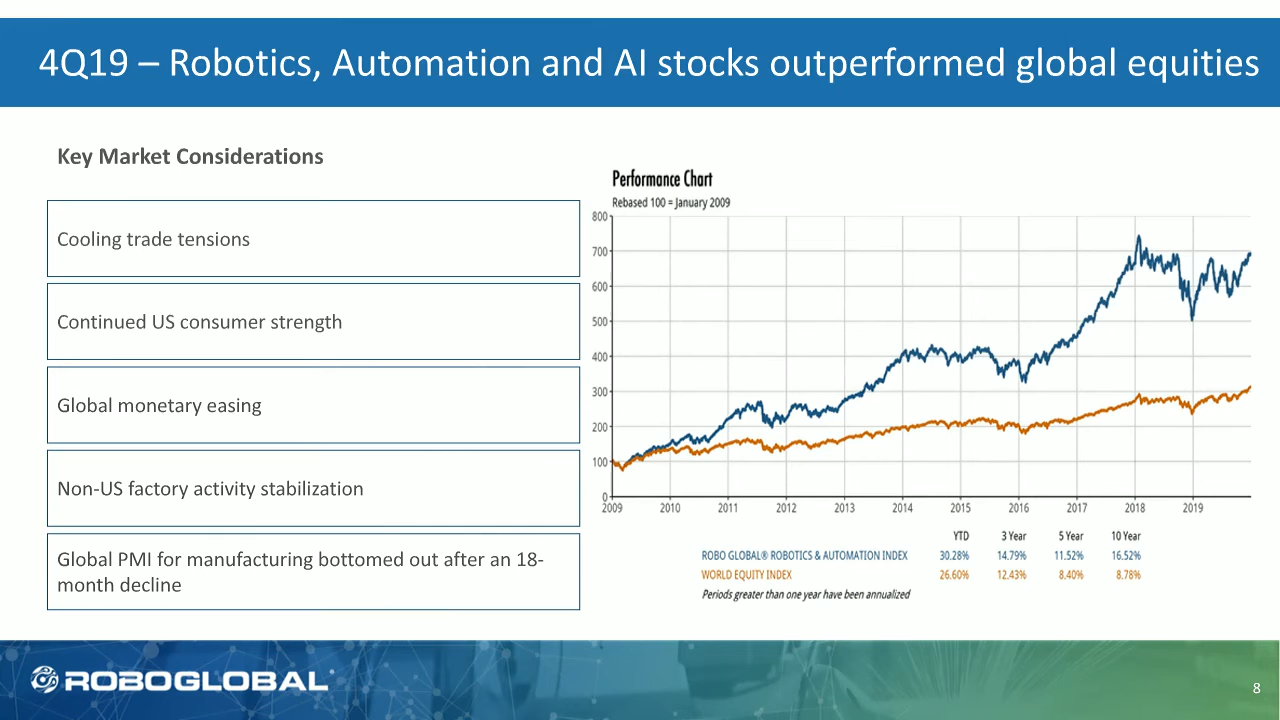 4Q19 – Robotics, Automation and AI stocks outperformed global equities
Key Market Considerations
Cooling trade tensions
Continued US consumer strength
Global monetary easing
Non-US factory activity stabilization
Global PMI for manufacturing bottomed out after an 18-
month decline
Performance Chart
Rebased 100 = January 2009
800
700
600
500
400
300
200
100
0
2009 2010 2011 2012 2013 2014 2015 2016 2017 2018 2019
YTD 3 Year 5 Year 10 Year
ROBO GLOBAL® ROBOTICS & AUTOMATION INDEX 30.28% 14.79% 11.52% 16.52%
WORLD EQUITY INDEX 26.60% 12.43% 8.40% 8.78%
Periods greater than one year have been annualized
ROBOGLOBAL
8